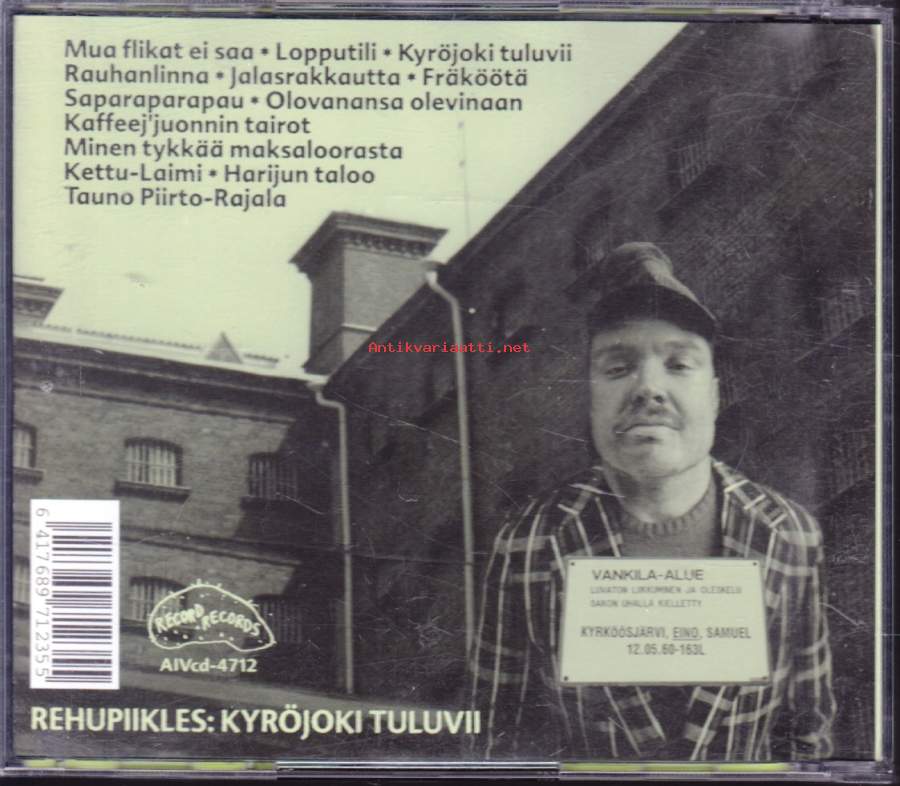 Mua flikat ei saa • Lopputili • Kyröjoki tuluvii
Rauhanlinna • Jalasrakkautta • Fräköötä
Saparaparapau • Olovanansa olevinaan
Kaffeej'juonnin tairot
Minen tykkää maksaloorasta
Kettu-Laimi • Harijun taloo
Tauno Piirto-Rajala
Antikvariaatti.net
VANKILA-ALUE
LUVATON LIIKKUMINEN JA OLESKELU
SAKON UHALLA KIELLETTY
KYRKÖÖSJÄRVI, EINO, SAMUEL
12.05.60-163L
6 417689 712355
RECORD RECORDS
AIVcd-4712
REHUPIIKLES: KYRÖJOKI TULUVII